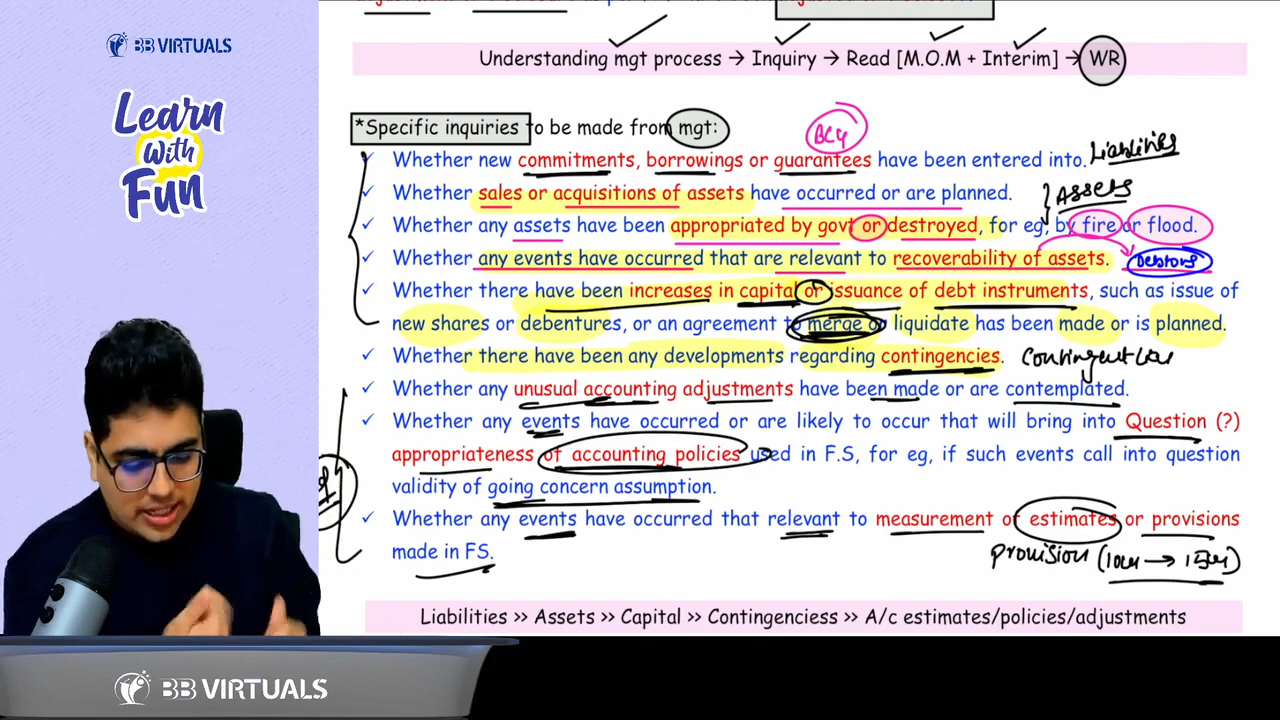 BB VIRTUALS
Learn
With
Fun
Understanding mgt process → Inquiry → Read [M.O.M + Interim] → WR
*Specific inquiries to be made from mgt:
BCG
✓ Whether new commitments, borrowings or guarantees have been entered into. Liabilities
✓ Whether sales or acquisitions of assets have occurred or are planned. } Assets
✓ Whether any assets have been appropriated by govt or destroyed, for eg, by fire or flood.
✓ Whether any events have occurred that are relevant to recoverability of assets. Debtors
✓ Whether there have been increases in capital or issuance of debt instruments, such as issue of
new shares or debentures, or an agreement to merge or liquidate has been made or is planned.
✓ Whether there have been any developments regarding contingencies. Contingent
✓ Whether any unusual accounting adjustments have been made or are contemplated.
✓ Whether any events have occurred or are likely to occur that will bring into Question (?)
appropriateness of accounting policies used in F.S, for eg, if such events call into question
validity of going concern assumption.
✓ Whether any events have occurred that relevant to measurement of estimates or provisions
made in FS. provision
Liabilities >> Assets >> Capital >> Contingenciess >> A/c estimates/policies/adjustments
BB VIRTUALS